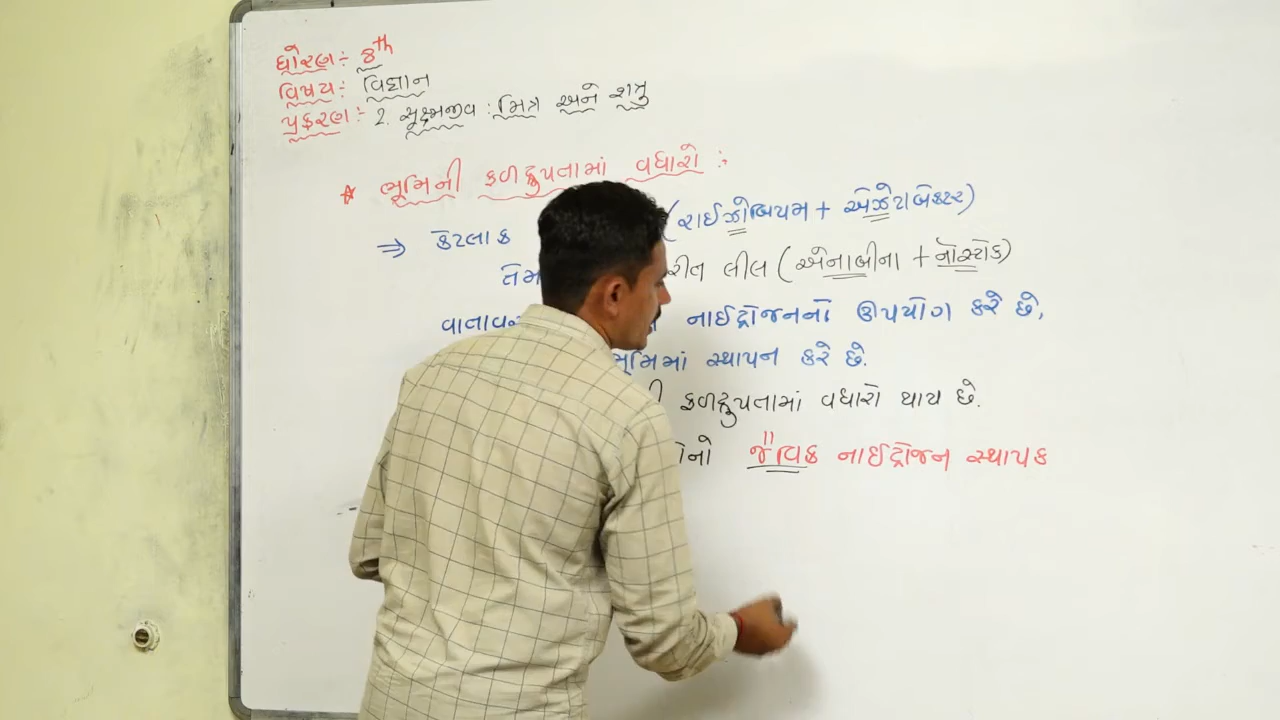 ધોરણ :- 8th
વિષય :- વિજ્ઞાન
પ્રકરણ :- 2. સૂક્ષ્મજીવ : મિત્ર અને શત્રુ
* ભૂમિની ફળદ્રુપતામાં વધારો :-
⇒ કેટલાક (રાઈઝોબિયમ + એઝેટોબેક્ટર)
લીલ (એનાબીના + નોસ્ટોક)
નાઈટ્રોજનનો ઉપયોગ કરે છે,
ભૂમિમાં સ્થાપન કરે છે.
ફળદ્રુપતામાં વધારો થાય છે.
"જૈવિક નાઈટ્રોજન સ્થાપક